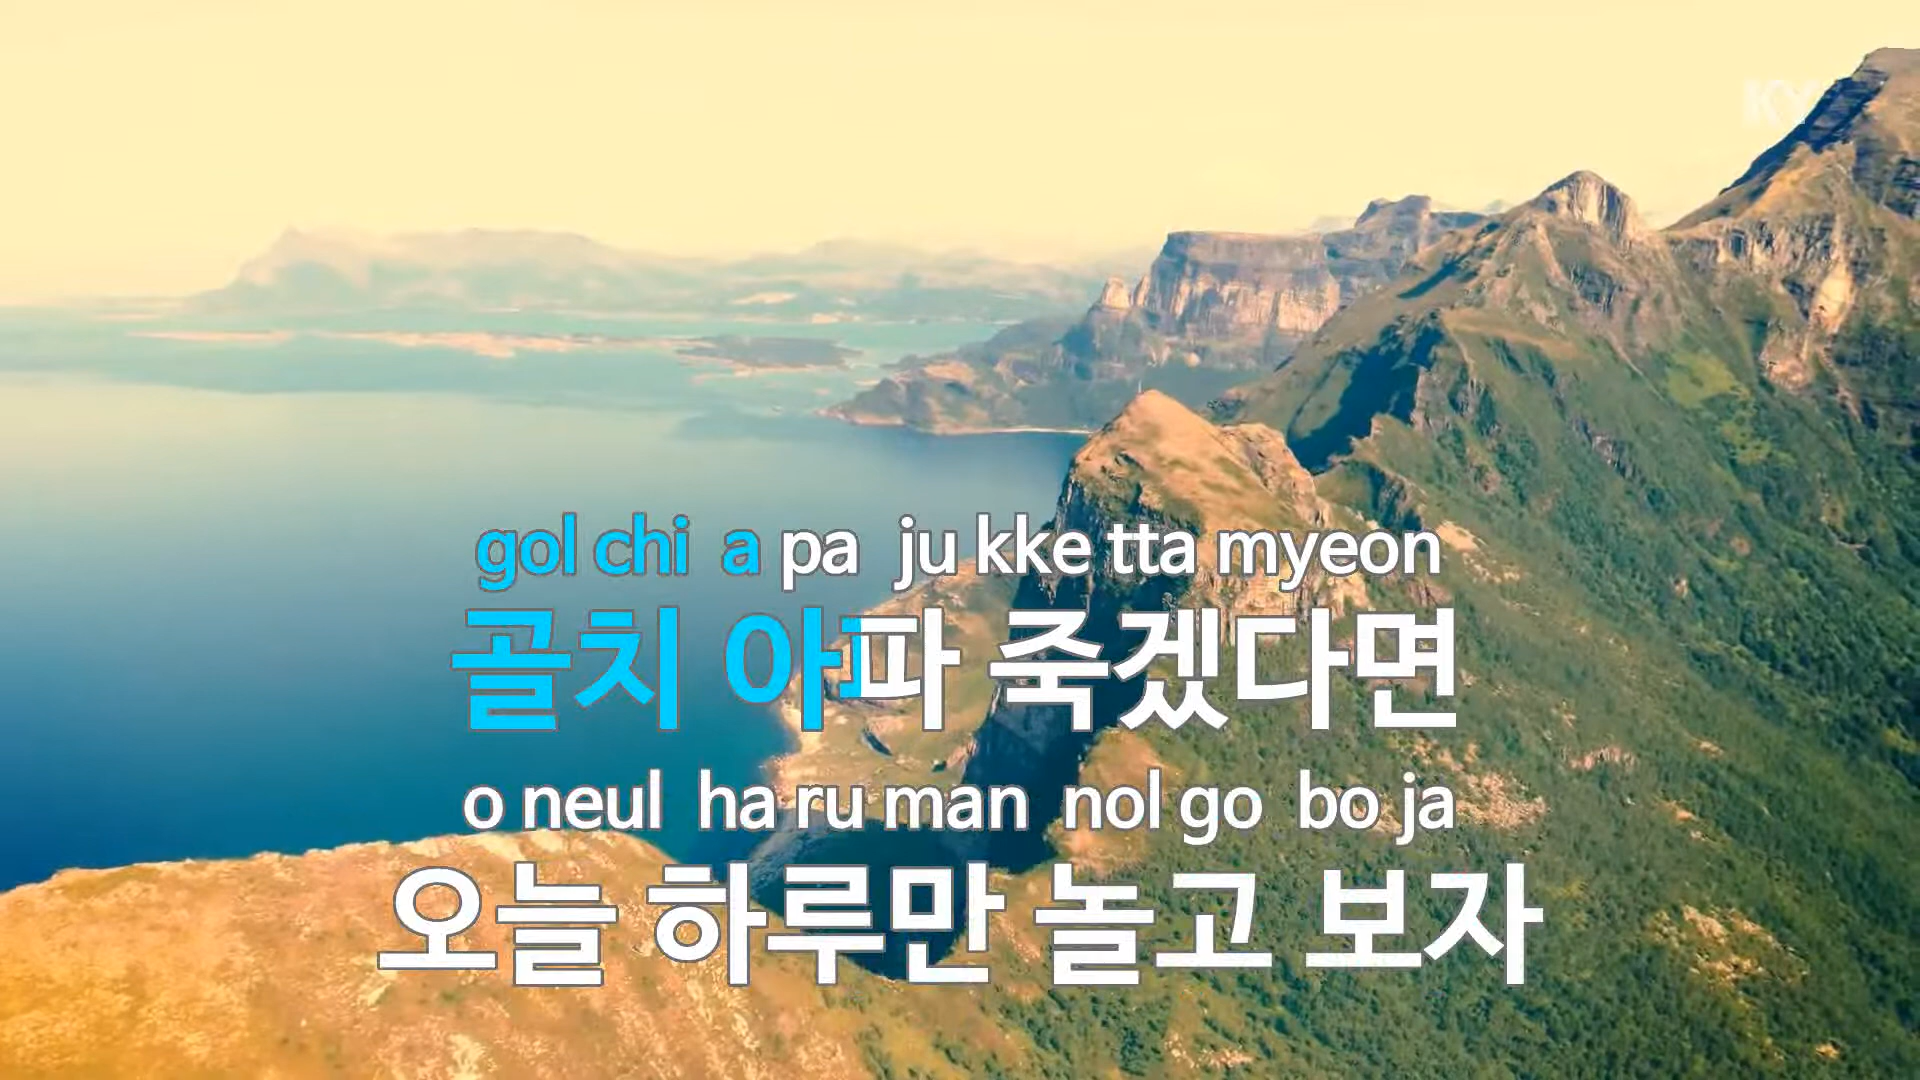 KY
gol chi a pa ju kke tta myeon
골치 아파 죽겠다면
o neul ha ru man nol go bo ja
오늘 하루만 놀고 보자